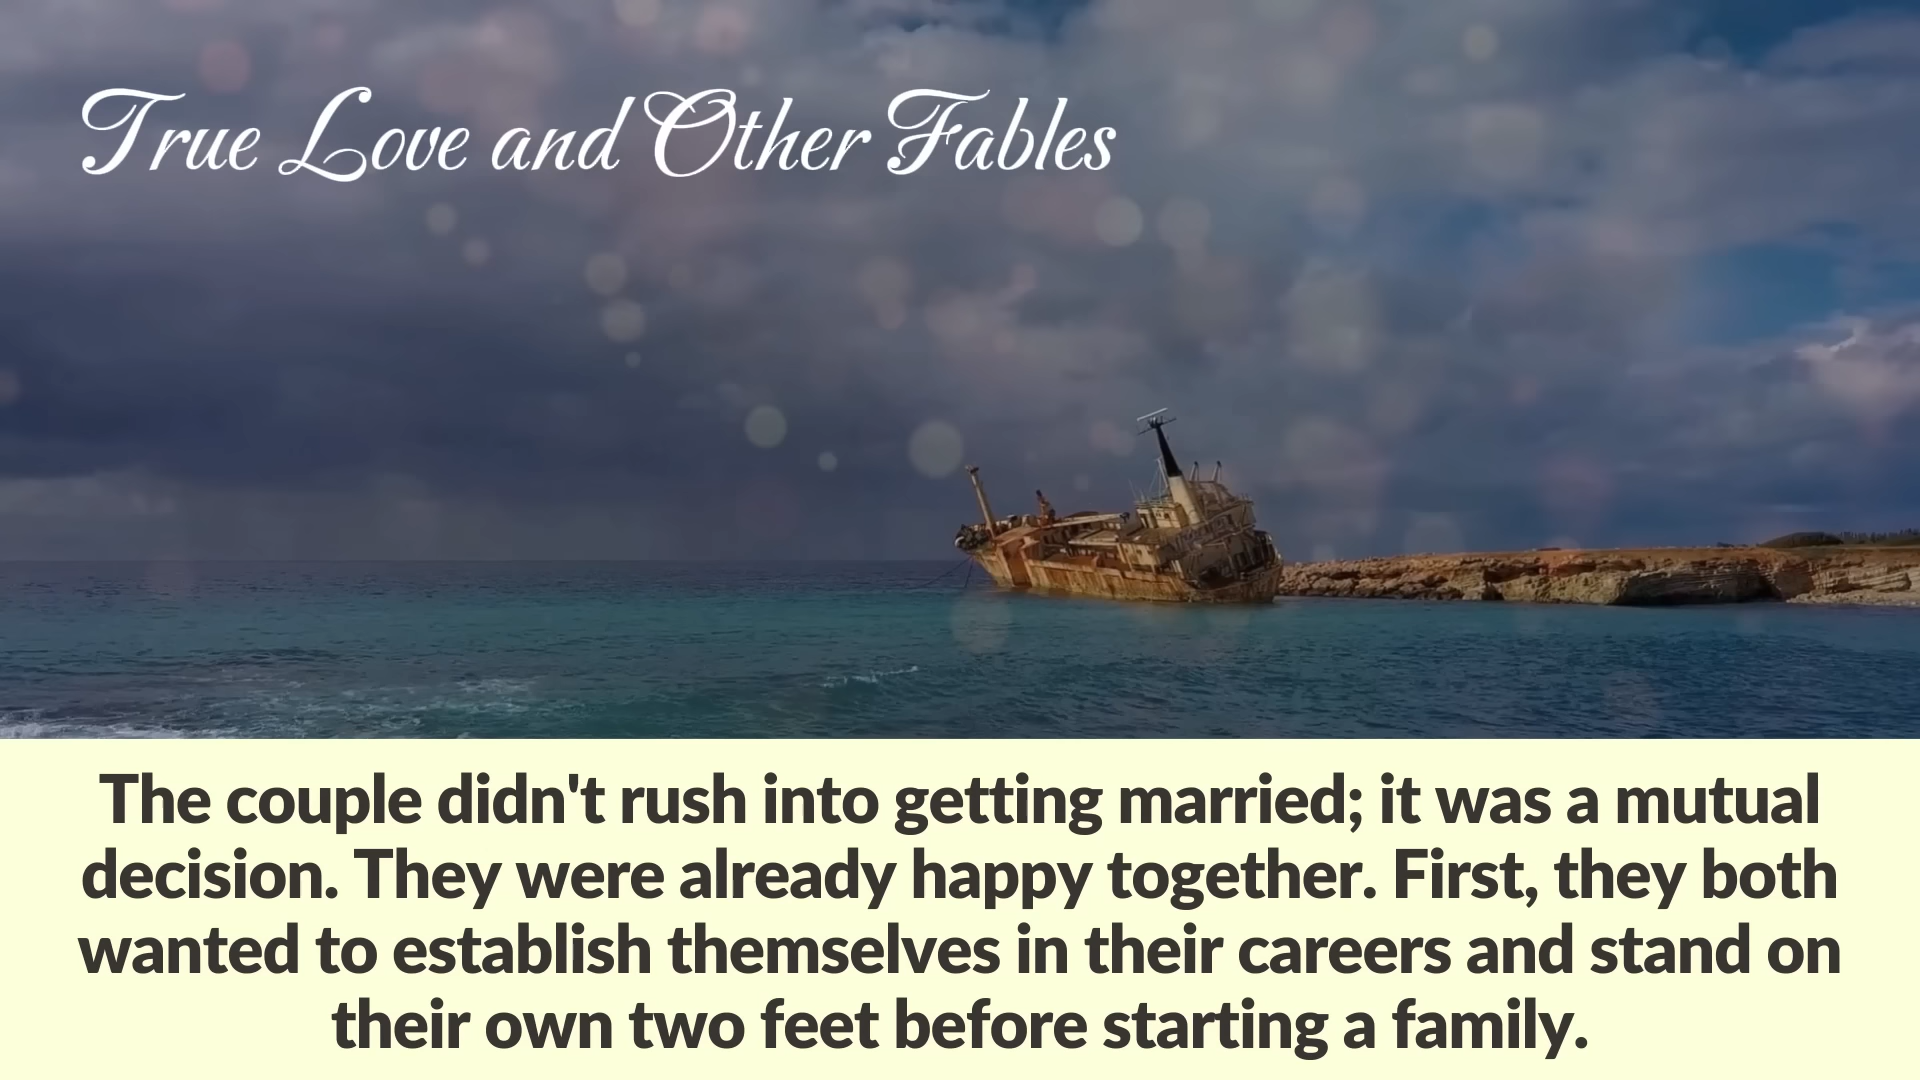 True Love and Other Fables
The couple didn't rush into getting married; it was a mutual
decision. They were already happy together. First, they both
wanted to establish themselves in their careers and stand on
their own two feet before starting a family.